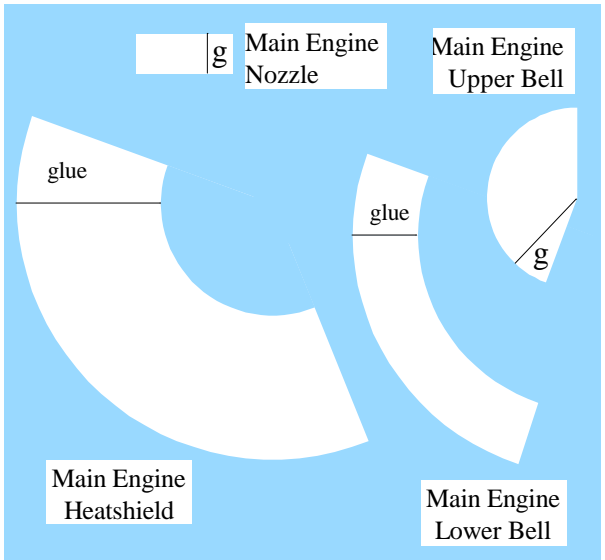 g
Main Engine
Nozzle
Main Engine
Upper Bell
glue
glue
g
Main Engine
Heatshield
Main Engine
Lower Bell